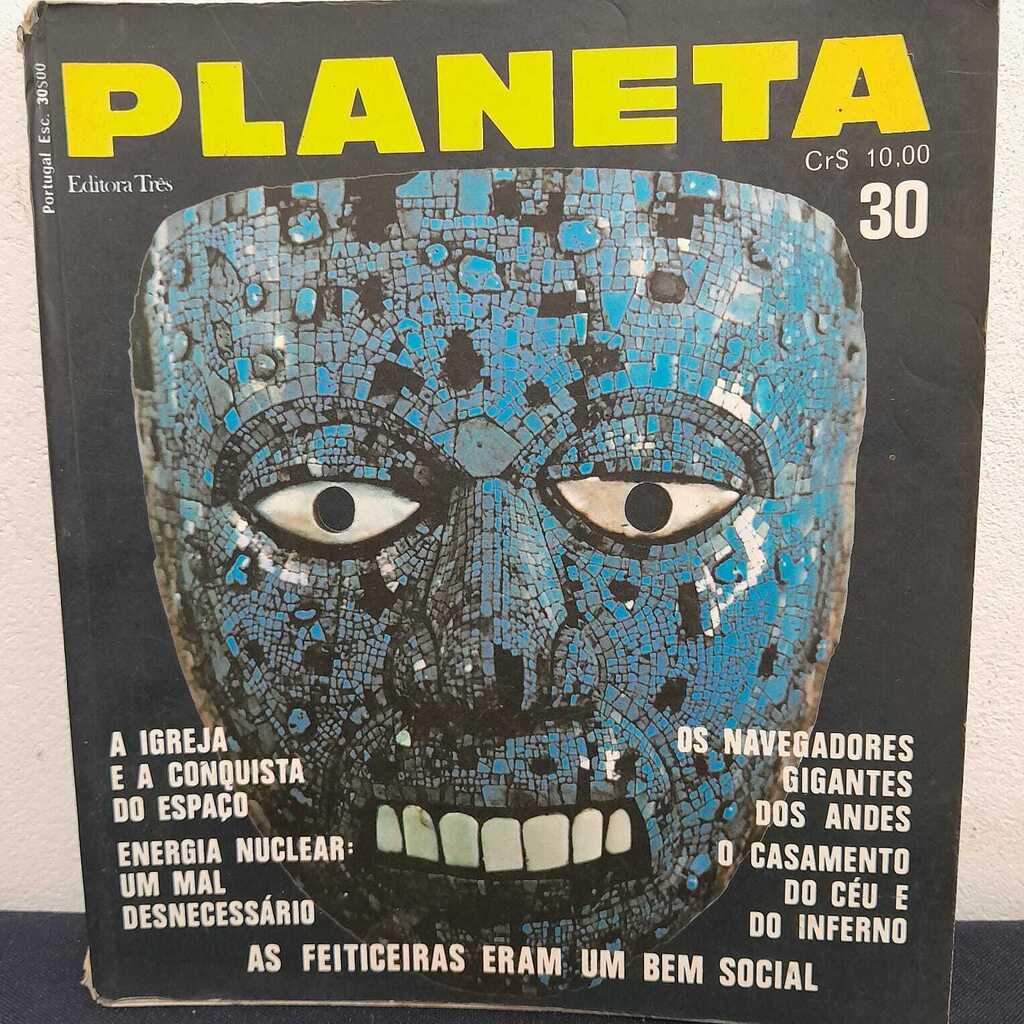 PLANETA
Portugal Esc. 30$00
Editora Três
Cr$ 10,00
30
A IGREJA
E A CONQUISTA
DO ESPAÇO
ENERGIA NUCLEAR:
UM MAL
DESNECESSÁRIO
OS NAVEGADORES
GIGANTES
DOS ANDES
O CASAMENTO
DO CÉU E
DO INFERNO
AS FEITICEIRAS ERAM UM BEM SOCIAL